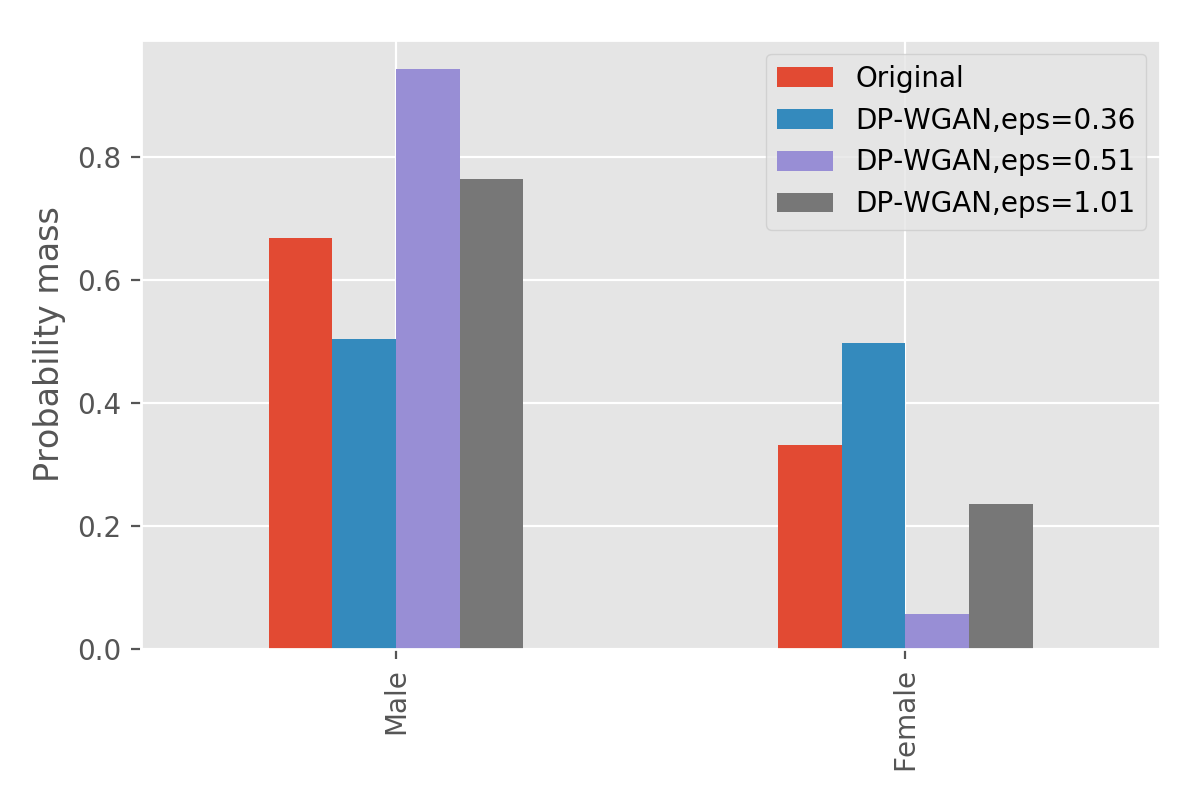 Original
DP-WGAN,eps=0.36
DP-WGAN,eps=0.51
DP-WGAN,eps=1.01
Probability mass
0.8
0.6
0.4
0.2
0.0
Male
Female